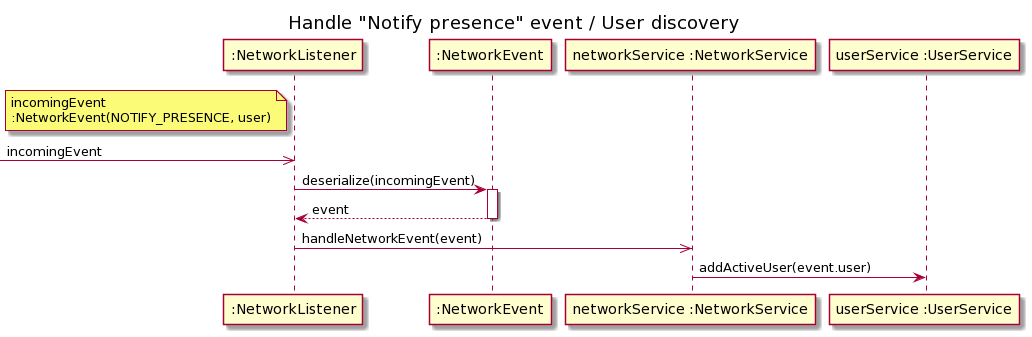 Handle "Notify presence" event / User discovery
:NetworkListener
:NetworkEvent
networkService :NetworkService
userService :UserService
incomingEvent
:NetworkEvent(NOTIFY_PRESENCE, user)
incomingEvent
deserialize(incomingEvent)
event
handleNetworkEvent(event)
addActiveUser(event.user)
:NetworkListener
:NetworkEvent
networkService :NetworkService
userService :UserService